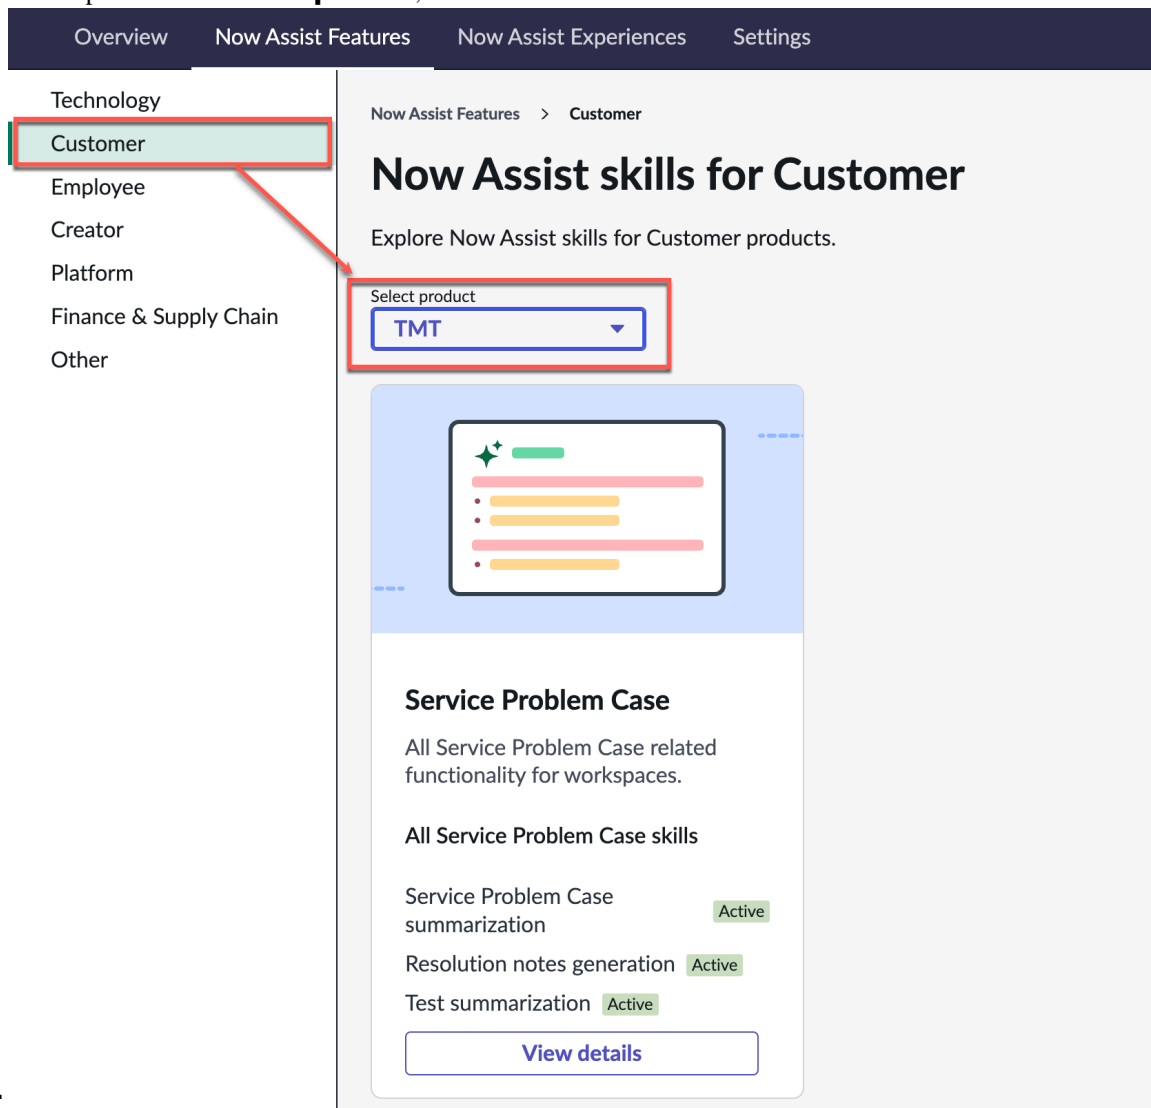 Overview Now Assist Features Now Assist Experiences Settings
Technology
Customer
Employee
Creator
Platform
Finance & Supply Chain
Other
Now Assist Features > Customer
Now Assist skills for Customer
Explore Now Assist skills for Customer products.
Select product
TMT
Service Problem Case
All Service Problem Case related
functionality for workspaces.
All Service Problem Case skills
Service Problem Case
summarization
Active
Resolution notes generation Active
Test summarization Active
View details